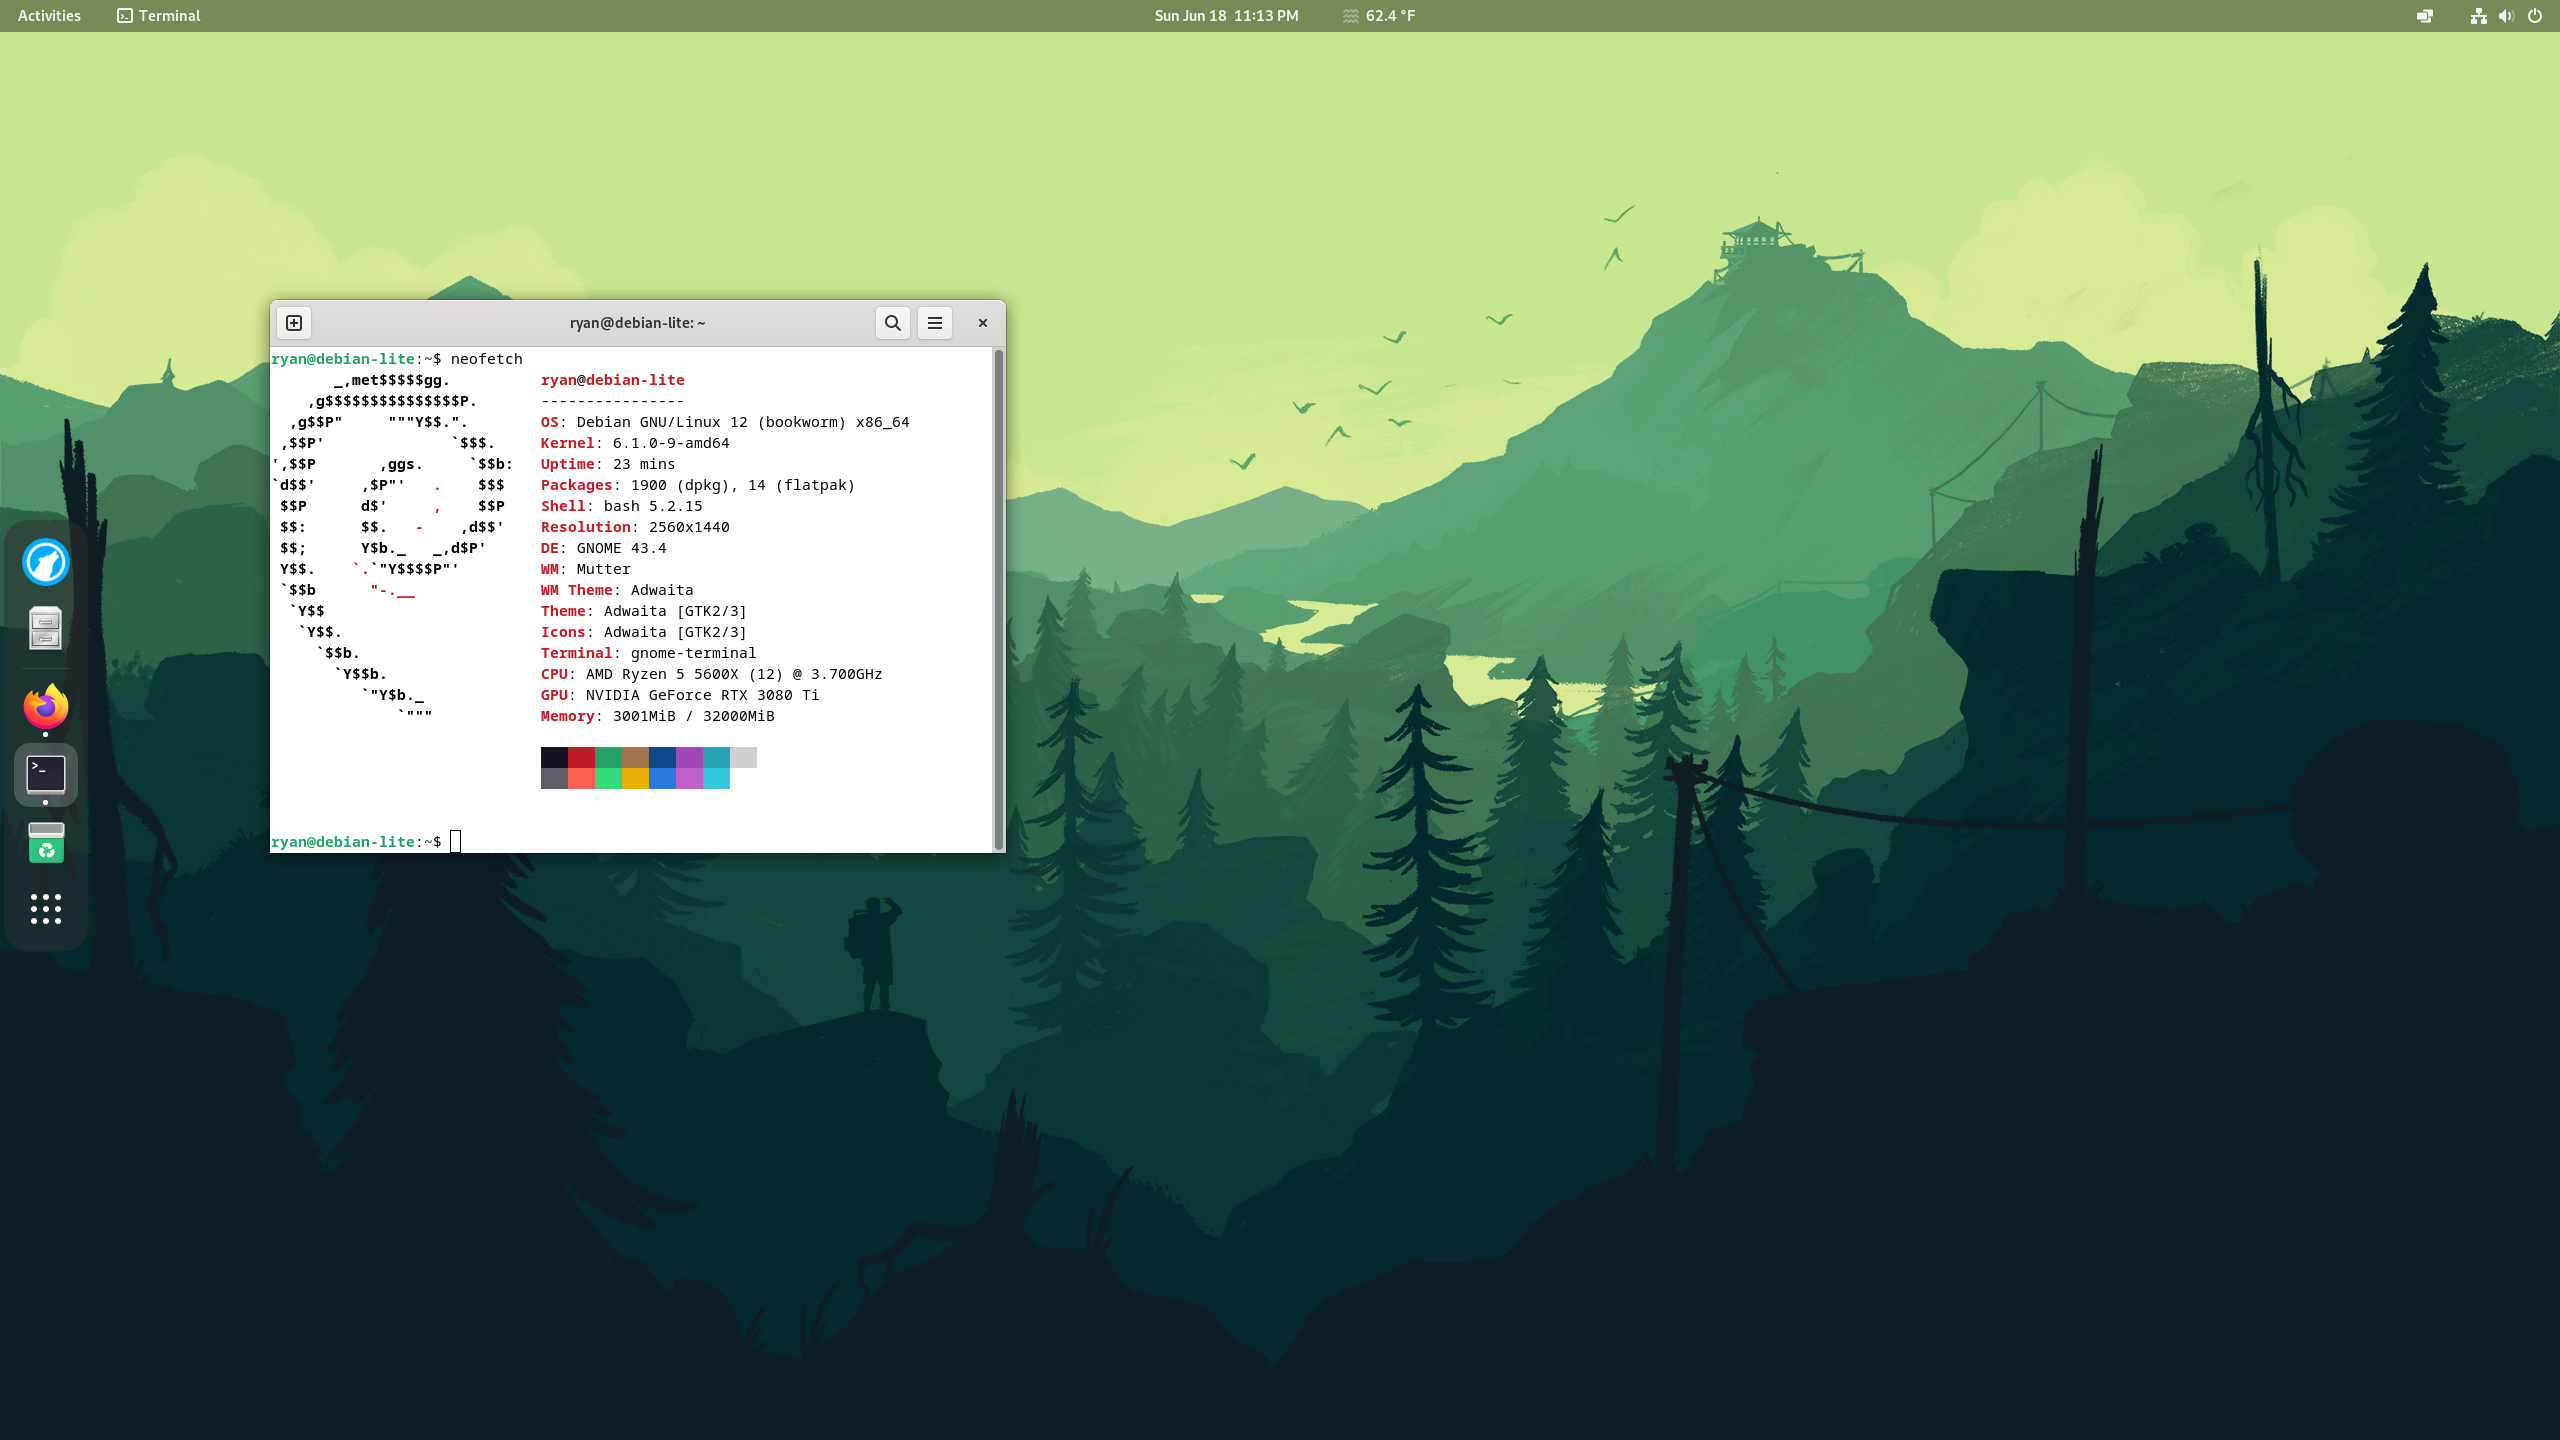 Activities Terminal Sun Jun 18 11:13 PM 62.4 °F
ryan@debian-lite: ~
ryan@debian-lite:~$ neofetch
       _,met$$$$$gg.          ryan@debian-lite
    ,g$$$$$$$$$$$$$$$P.       ----------------
  ,g$$P"     """Y$$.".        OS: Debian GNU/Linux 12 (bookworm) x86_64
 ,$$P'              `$$$.     Kernel: 6.1.0-9-amd64
',$$P       ,ggs.     `$$b:   Uptime: 23 mins
`d$$'     ,$P"'   .    $$$    Packages: 1900 (dpkg), 14 (flatpak)
 $$P      d$'     ,    $$P    Shell: bash 5.2.15
 $$:      $$.   -    ,d$$'    Resolution: 2560x1440
 $$;      Y$b._   _,d$P'      DE: GNOME 43.4
 Y$$.    `.`"Y$$$$P"'         WM: Mutter
 `$$b      "-.__              WM Theme: Adwaita
  `Y$$                        Theme: Adwaita [GTK2/3]
   `Y$$.                      Icons: Adwaita [GTK2/3]
     `$$b.                    Terminal: gnome-terminal
       `Y$$b.                 CPU: AMD Ryzen 5 5600X (12) @ 3.700GHz
          `"Y$b._             GPU: NVIDIA GeForce RTX 3080 Ti
              `"""            Memory: 3001MiB / 32000MiB
ryan@debian-lite:~$